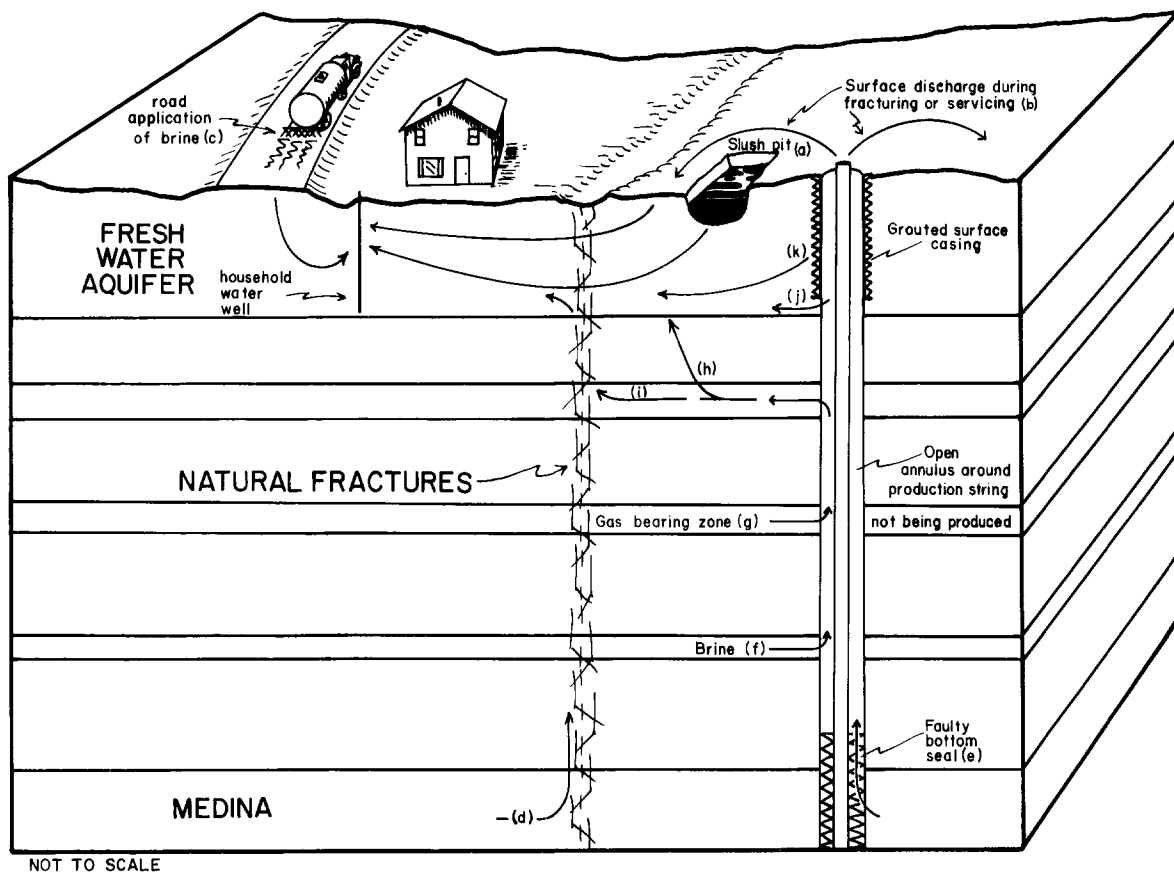 road
application
of brine (c)
Surface discharge during
fracturing or servicing (b)
Slush pit (a)
FRESH
WATER
AQUIFER
household
water
well
(k)
Grouted surface
casing
(j)
(h)
(i)
NATURAL FRACTURES
Open
annulus around
production string
Gas bearing zone (g)
not being produced
Brine (f)
Faulty
bottom
seal (e)
MEDINA
(d)
NOT TO SCALE